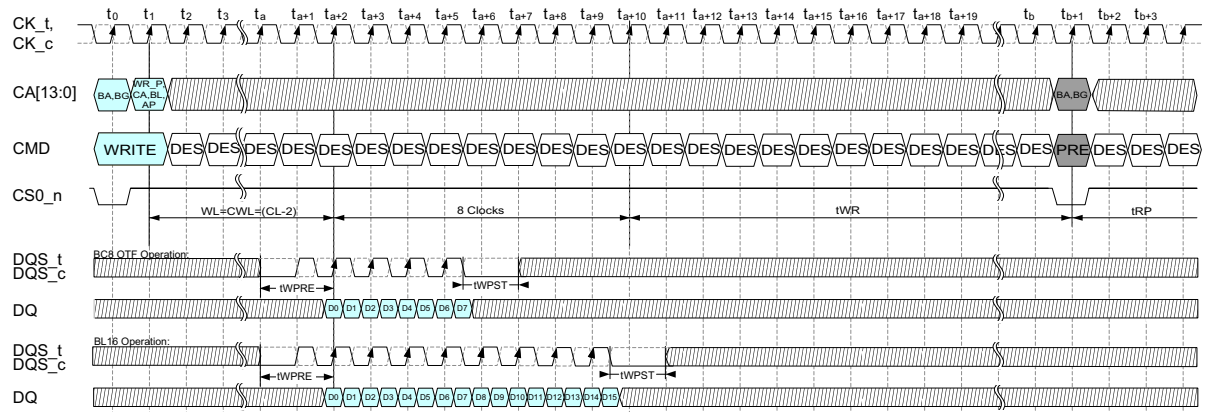 t0 t1 t2 t3 ta ta+1 ta+2 ta+3 ta+4 ta+5 ta+6 ta+7 ta+8 ta+9 ta+10 ta+11 ta+12 ta+13 ta+14 ta+15 ta+16 ta+17 ta+18 ta+19 tb tb+1 tb+2 tb+3
CK_t,
CK_c
CA[13:0] BA,BG WR_P, CA,BL, AP BA,BG
CMD WRITE DES DES DES DES DES DES DES DES DES DES DES DES DES DES DES DES DES DES DES DES DES DES PRE DES DES DES
CS0_n
WL=CWL=(CL-2) 8 Clocks tWR tRP
BC8 OTF Operation:
DQS_t
DQS_c
tWPRE tWPST
DQ D0 D1 D2 D3 D4 D5 D6 D7
BL16 Operation:
DQS_t
DQS_c
tWPRE tWPST
DQ D0 D1 D2 D3 D4 D5 D6 D7 D8 D9 D10 D11 D12 D13 D14 D15